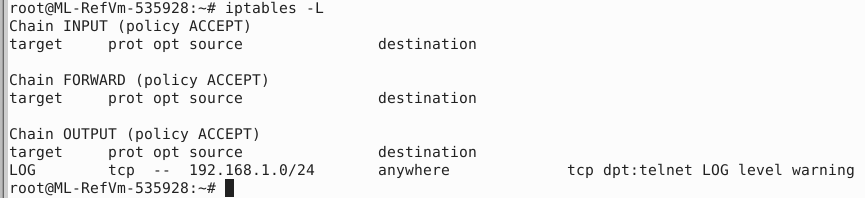 root@ML-RefVm-535928:~# iptables -L
Chain INPUT (policy ACCEPT)
target     prot opt source               destination

Chain FORWARD (policy ACCEPT)
target     prot opt source               destination

Chain OUTPUT (policy ACCEPT)
target     prot opt source               destination
LOG        tcp  --  192.168.1.0/24       anywhere             tcp dpt:telnet LOG level warning
root@ML-RefVm-535928:~#